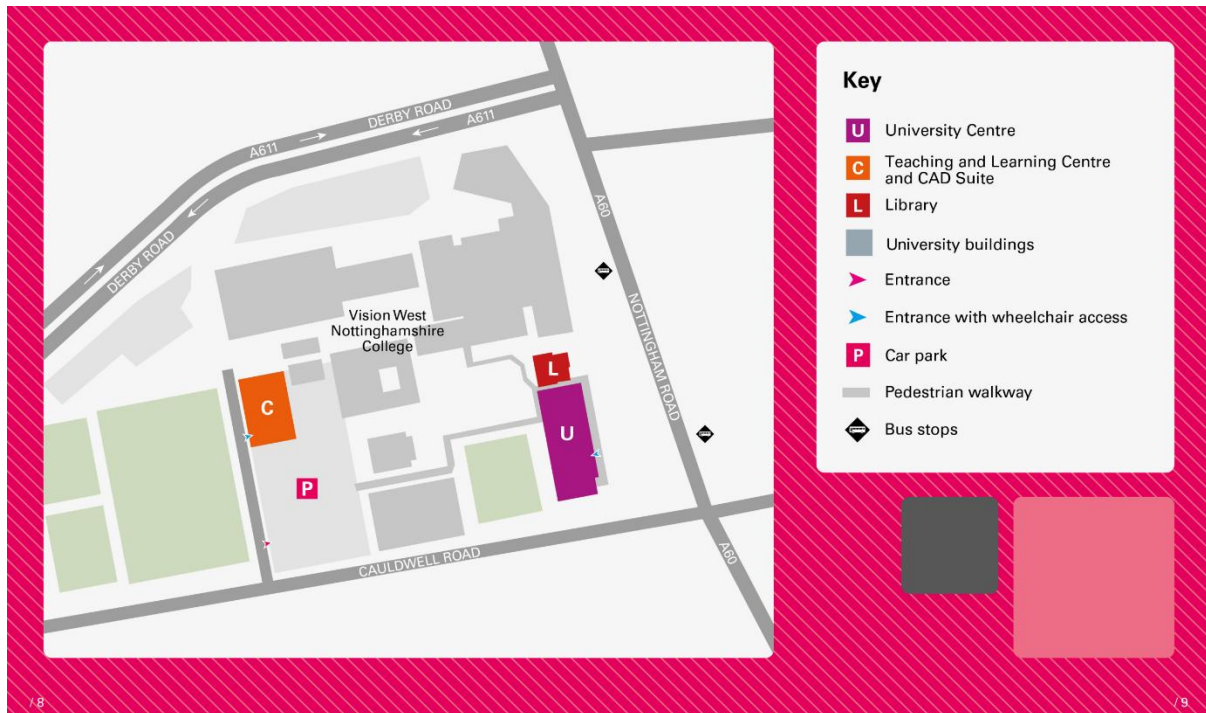 DERBY ROAD
A611
A611
DERBY ROAD
A60
NOTTINGHAM ROAD
Vision West
Nottinghamshire
College
L
C
U
P
CAULDWELL ROAD
A60
Key
U University Centre
C Teaching and Learning Centre
and CAD Suite
L Library
University buildings
Entrance
Entrance with wheelchair access
P Car park
Pedestrian walkway
Bus stops
/ 8
/ 9